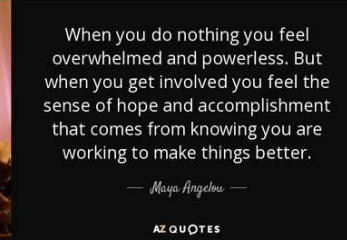 When you do nothing you feel
overwhelmed and powerless. But
when you get involved you feel the
sense of hope and accomplishment
that comes from knowing you are
working to make things better.
— Maya Angelou —
AZ QUOTES